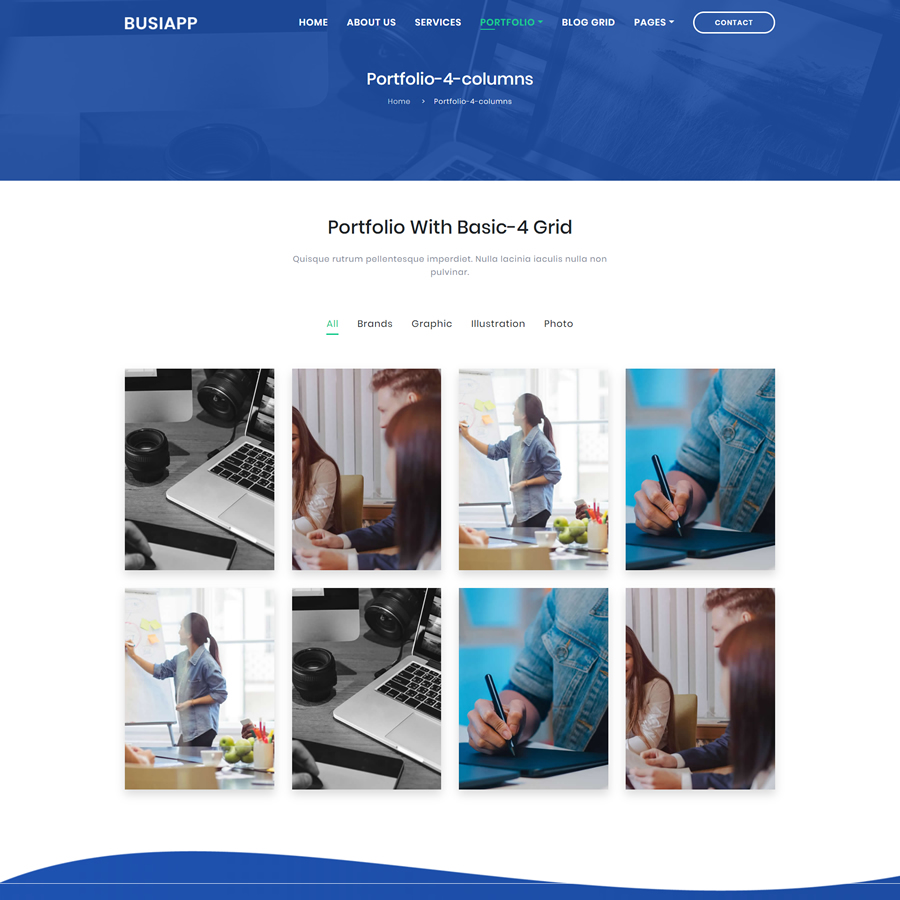 BUSIAPP
HOME ABOUT US SERVICES PORTFOLIO BLOG GRID PAGES CONTACT
Portfolio-4-columns
Home › Portfolio-4-columns
Portfolio With Basic-4 Grid
Quisque rutrum pellentesque imperdiet. Nulla lacinia iaculis nulla non
pulvinar.
All Brands Graphic Illustration Photo